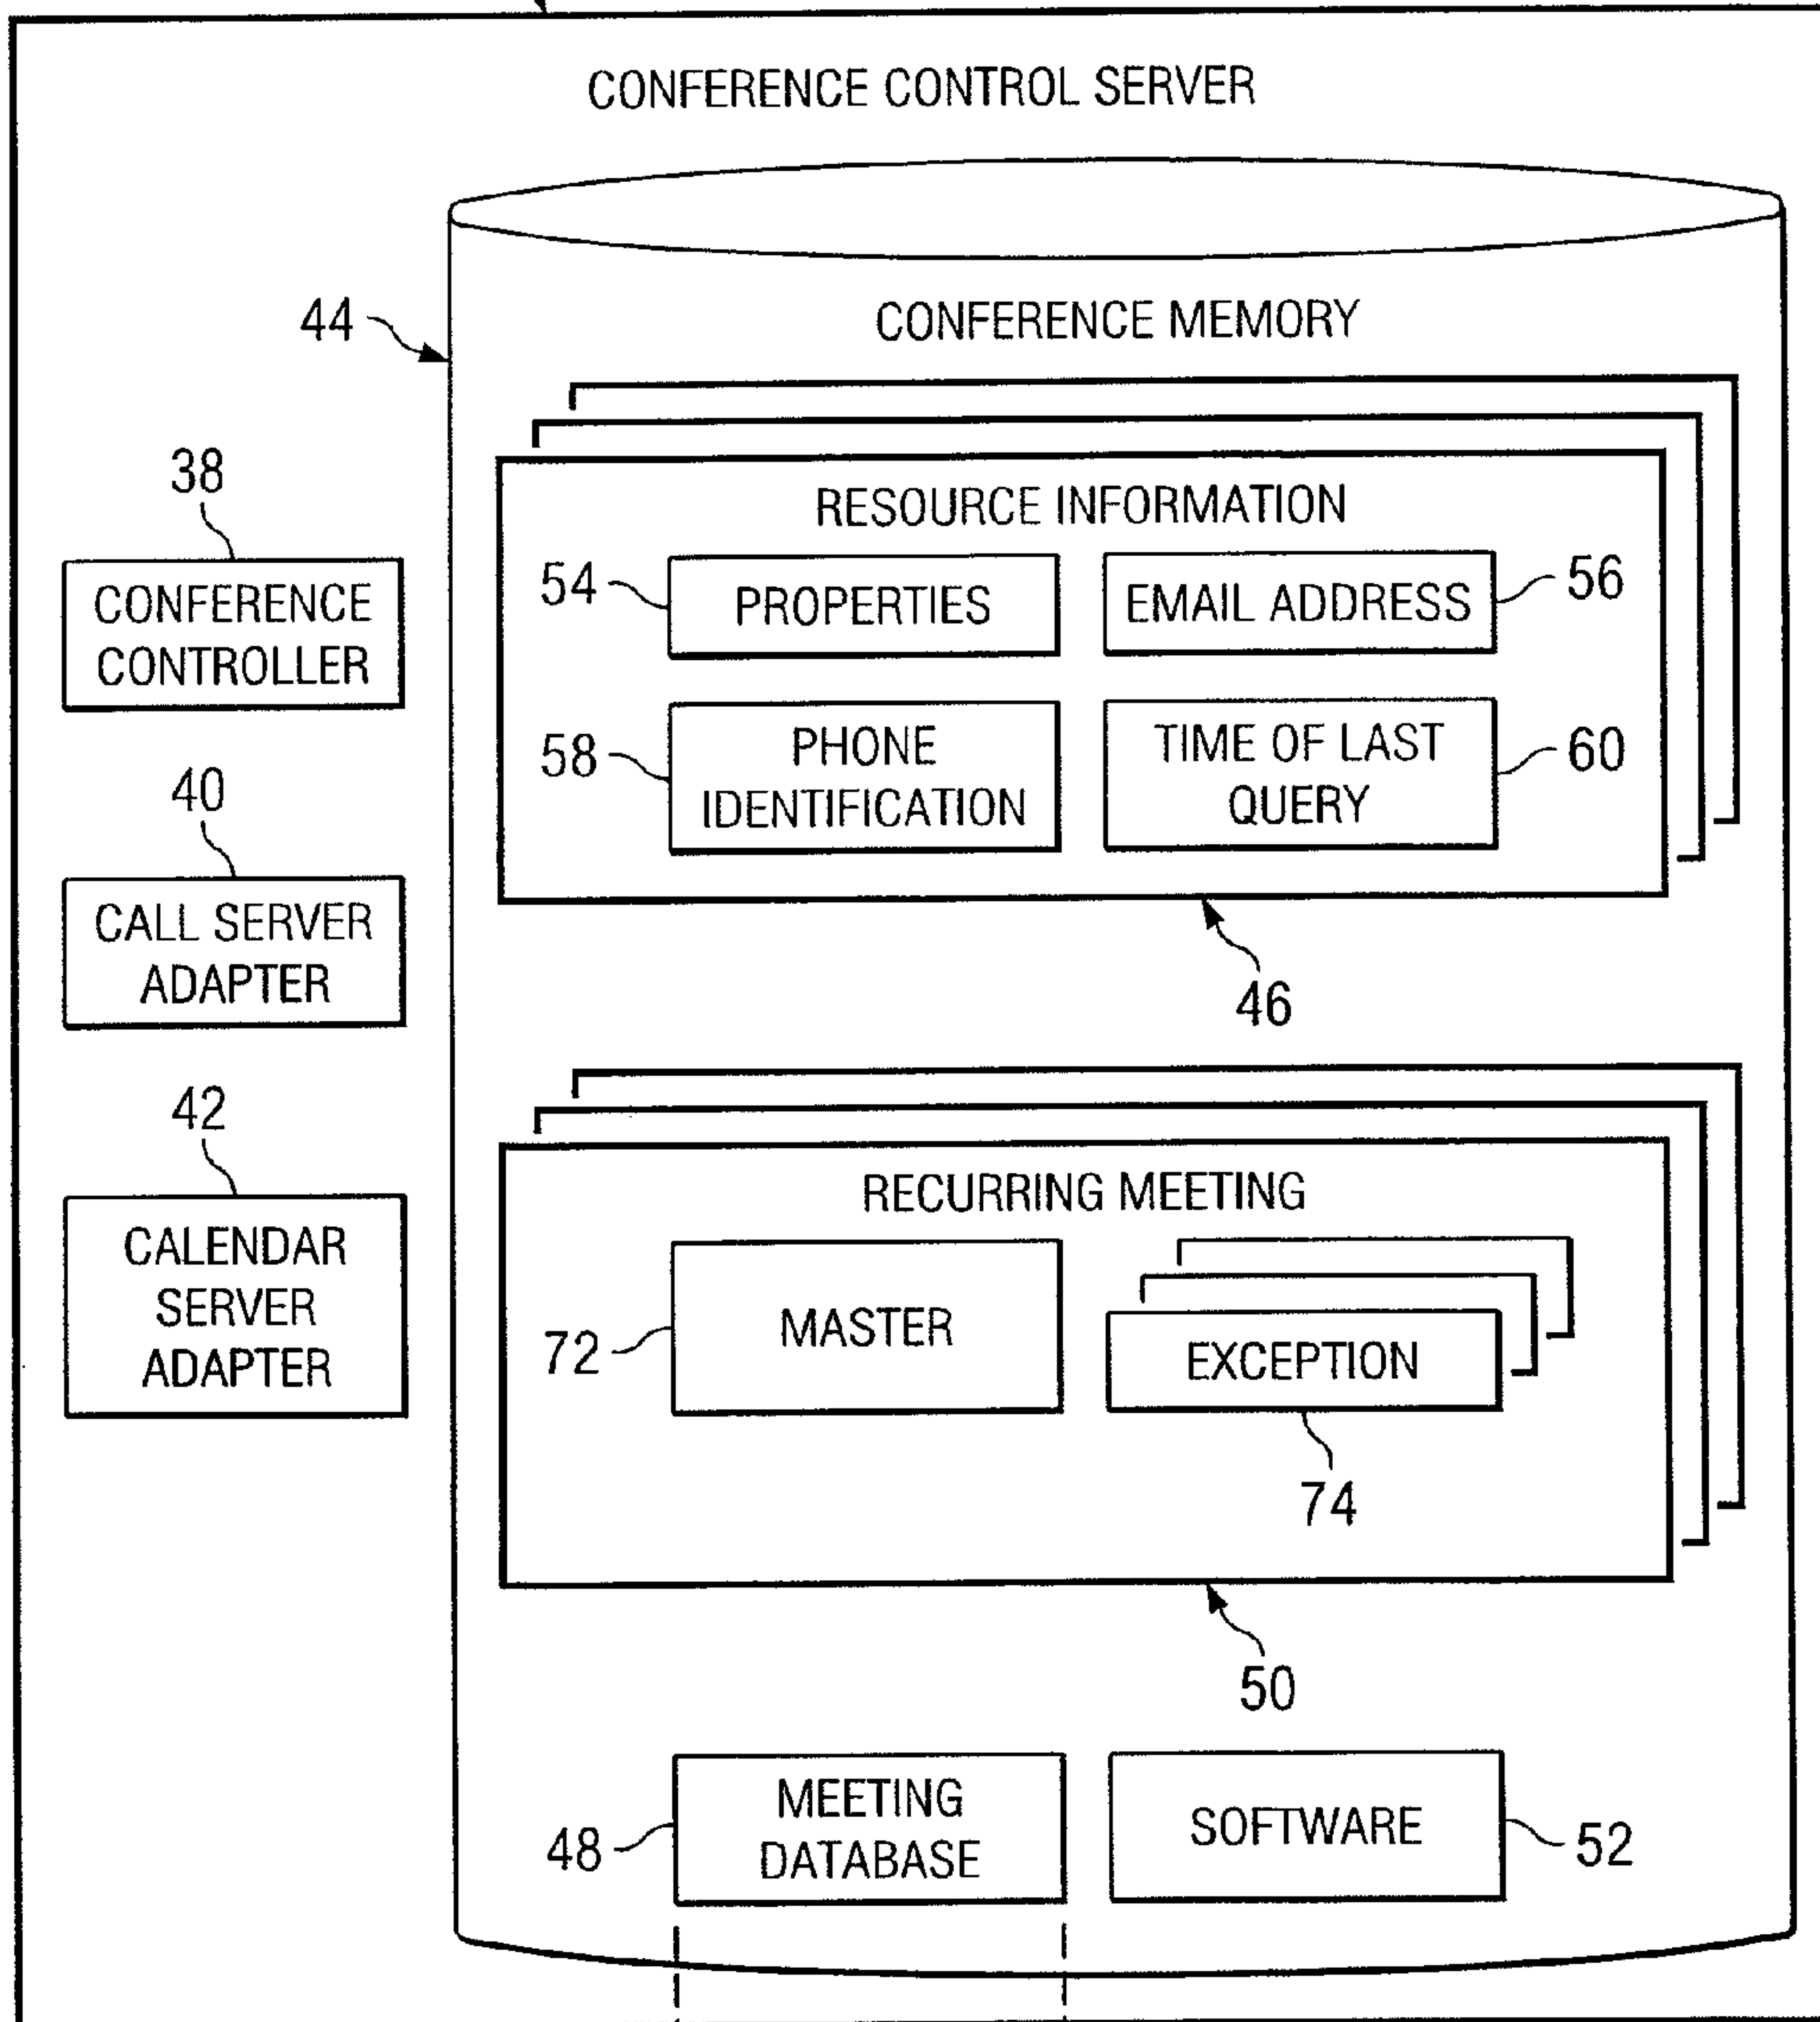 CONFERENCE CONTROL SERVER
44
CONFERENCE MEMORY
38
CONFERENCE
CONTROLLER
40
CALL SERVER
ADAPTER
42
CALENDAR
SERVER
ADAPTER
RESOURCE INFORMATION
54
PROPERTIES
EMAIL ADDRESS
56
58
PHONE
IDENTIFICATION
TIME OF LAST
QUERY
60
46
RECURRING MEETING
72
MASTER
EXCEPTION
74
50
48
MEETING
DATABASE
SOFTWARE
52